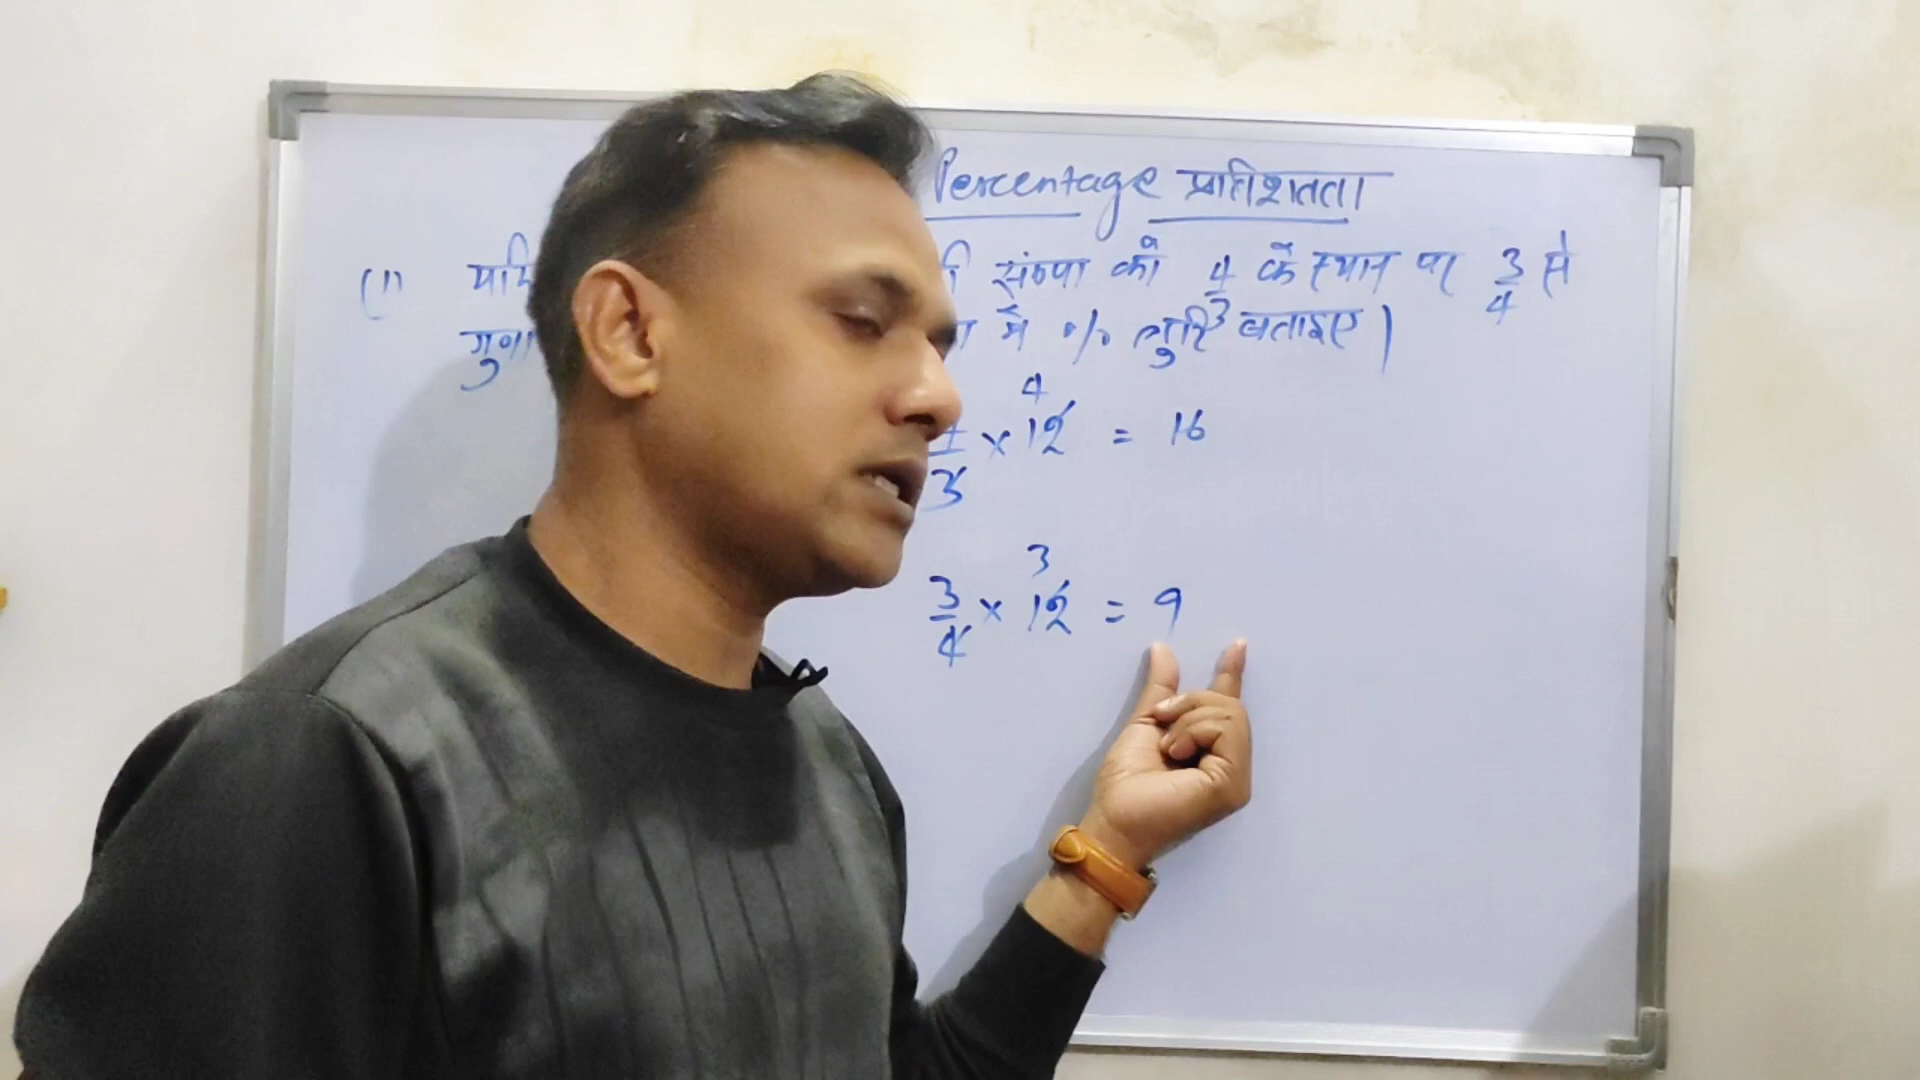 Percentage प्रतिशतता
(1) संख्या को 4/3 के स्थान पर 3/4 से
में % त्रुटि बताइए।
4
× 12 = 16
3
3
3/4 × 12 = 9